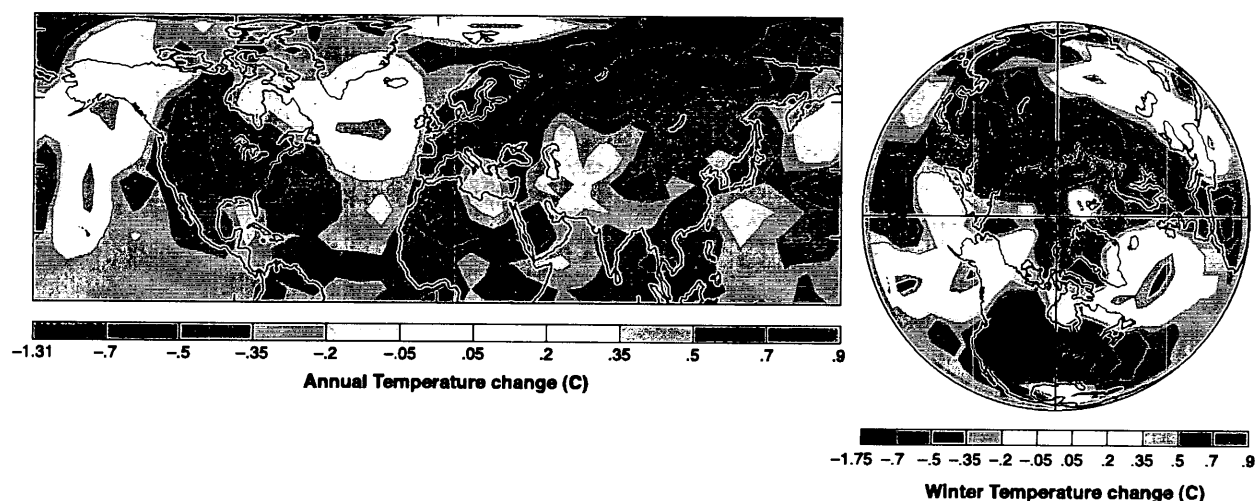 −1.31 −.7 −.5 −.35 −.2 −.05 .05 .2 .35 .5 .7 .9
Annual Temperature change (C)
−1.75 −.7 −.5 −.35 −.2 −.05 .05 .2 .35 .5 .7 .9
Winter Temperature change (C)